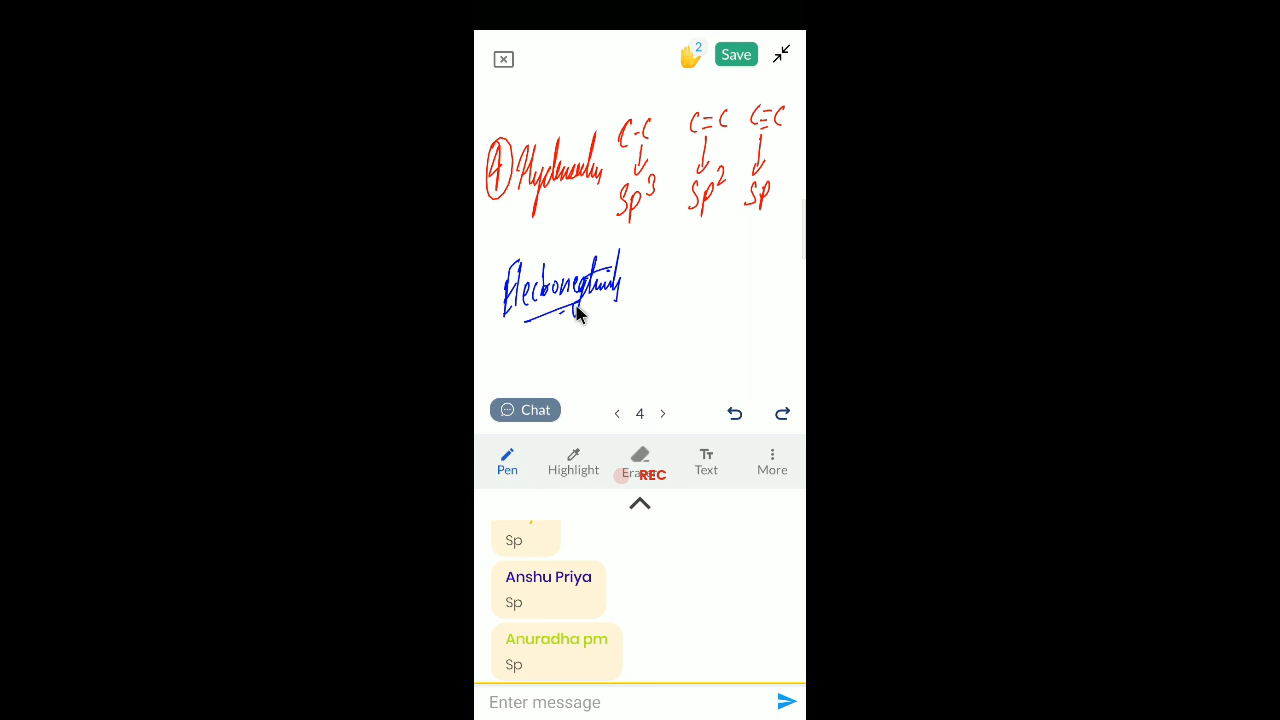 2
Save
C-C C=C C≡C
④
Sp³ Sp² Sp
Electronegativity
Chat
4
Pen Highlight Eraser Text More
REC
Sp
Anshu Priya
Sp
Anuradha pm
Sp
Enter message